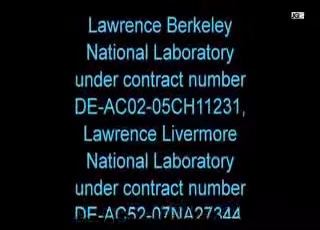 Lawrence Berkeley
National Laboratory
under contract number
DE-AC02-05CH11231,
Lawrence Livermore
National Laboratory
under contract number
DE-AC52-07NA27344